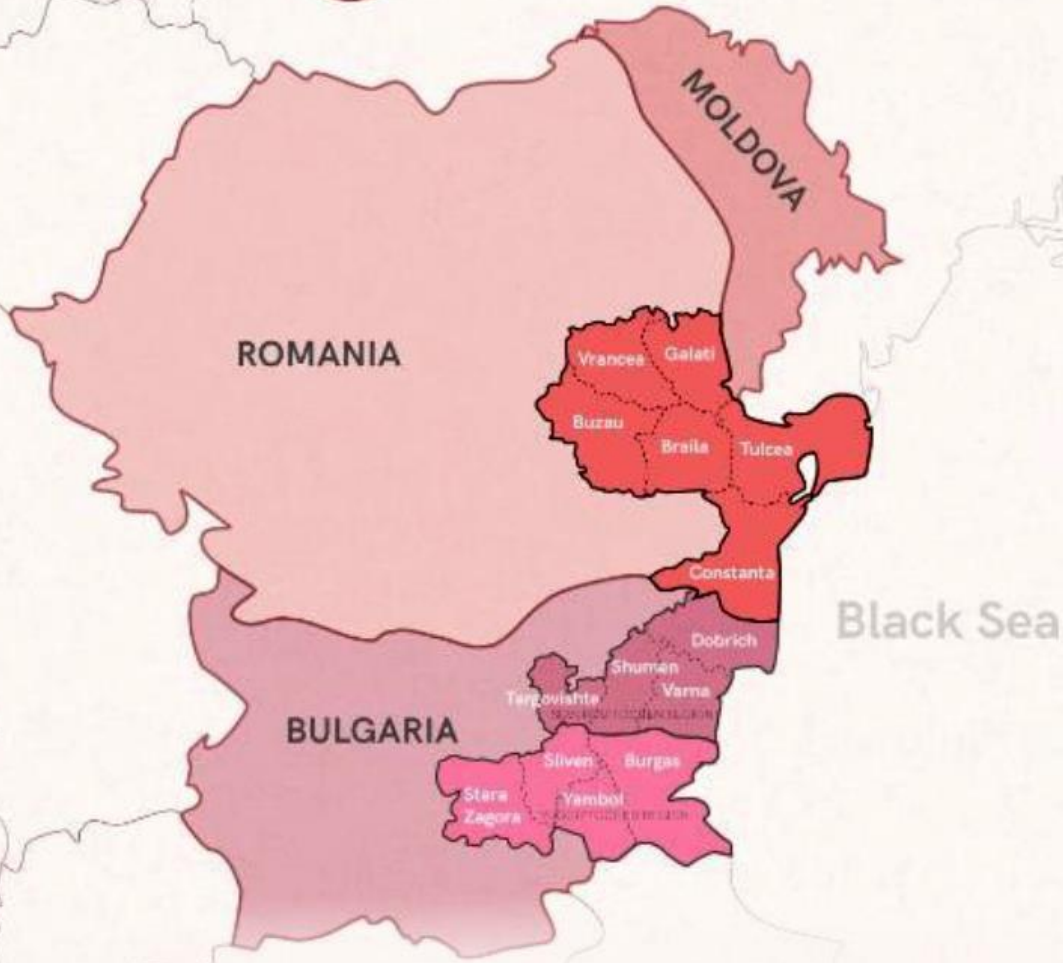 MOLDOVA
ROMANIA
Vrancea
Galati
Buzau
Braila
Tulcea
Constanta
Black Sea
Dobrich
Shumen
Varna
Targovishte
BULGARIA
Sliven
Burgas
Stara
Zagora
Yambol